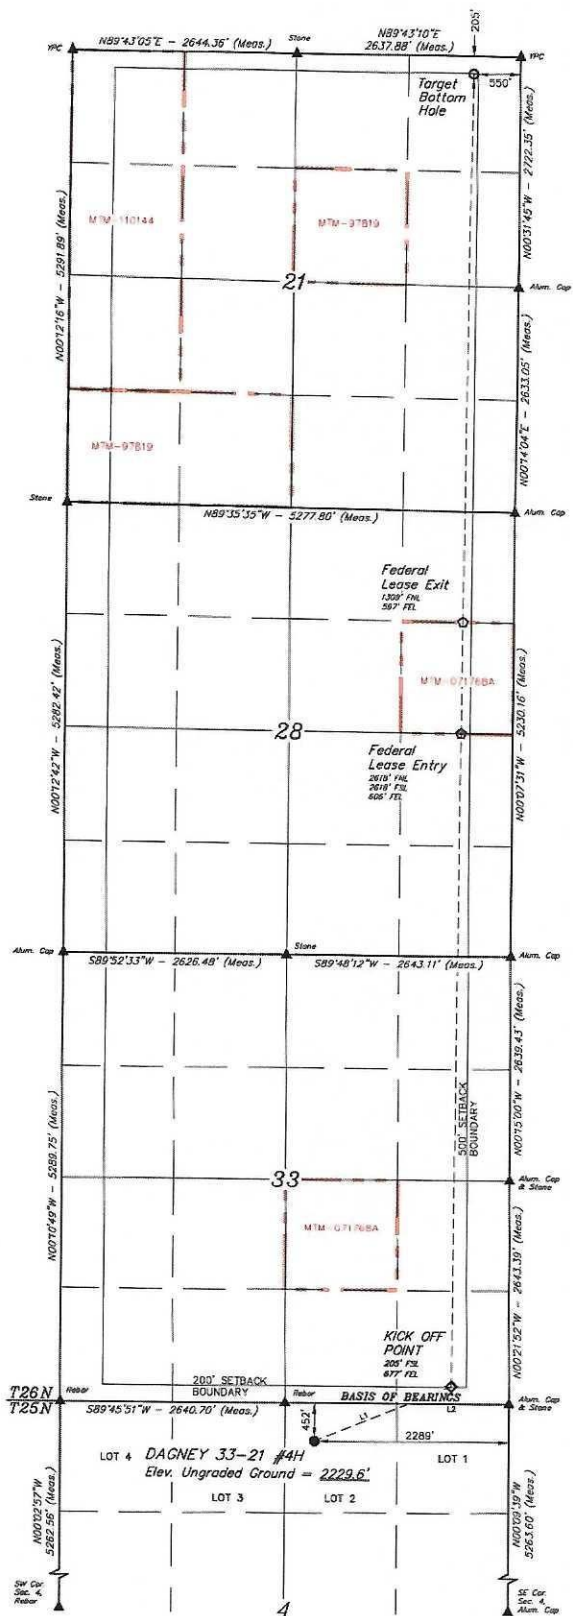 N89°43'05"E - 2644.36' (Meas.)
Stone
N89°43'10"E
2637.88' (Meas.)
205'
YPC
YPC
Target
Bottom
Hole
550'
N00°31'45"W - 2722.35' (Meas.)
MTM-110144
MTM-97819
N00°12'16"W - 5291.89' (Meas.)
21
Alum. Cap
N00°14'04"E - 2633.05' (Meas.)
MTM-97819
Stone
N89°35'35"W - 5277.80' (Meas.)
Alum. Cap
Federal
Lease Exit
1309' FNL
597' FEL
MTM-071768A
N00°12'42"W - 5282.42' (Meas.)
28
N00°07'31"W - 5230.16' (Meas.)
Federal
Lease Entry
2618' FNL
2618' FSL
606' FEL
Alum. Cap
Stone
S89°52'33"W - 2626.48' (Meas.)
S89°48'12"W - 2643.11' (Meas.)
Alum. Cap
N00°15'00"W - 2639.43' (Meas.)
500' SETBACK
BOUNDARY
N00°10'49"W - 5289.75' (Meas.)
33
Alum. Cap
& Stone
MTM-071768A
N00°21'52"W - 2643.39' (Meas.)
KICK OFF
POINT
205' FSL
677' FEL
200' SETBACK
BOUNDARY
T26N
T25N
Rebar
Rebar
BASIS OF BEARINGS
Alum. Cap
& Stone
S89°45'51"W - 2640.70' (Meas.)
452'
L1
L2
2289'
LOT 4
DAGNEY 33-21 #4H
LOT 1
Elev. Ungraded Ground = 2229.6'
LOT 3
LOT 2
N00°02'57"W
5262.56' (Meas.)
N00°09'39"W
5263.60' (Meas.)
SW Cor.
Sec. 4,
Rebar
4
SE Cor.
Sec. 4,
Alum. Cap